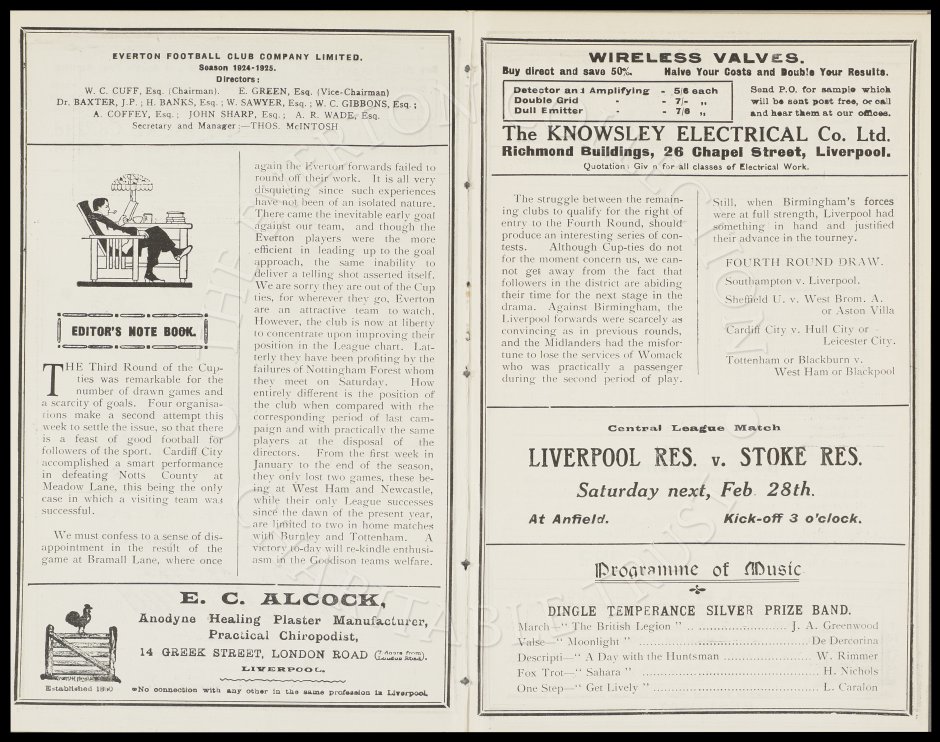 EVERTON FOOTBALL CLUB COMPANY LIMITED.
Season 1924-1925.
Directors:
W. C. CUFF, Esq. (Chairman). E. GREEN, Esq. (Vice-Chairman)
Dr. BAXTER, J.P.; H. BANKS, Esq.; W. SAWYER, Esq.; W. C. GIBBONS, Esq.;
A. COFFEY, Esq.; JOHN SHARP, Esq.; A. R. WADE, Esq.
Secretary and Manager:—THOS. McINTOSH
EDITOR'S NOTE BOOK.
THE Third Round of the Cup-
ties was remarkable for the
number of drawn games and
a scarcity of goals. Four organisa-
tions make a second attempt this
week to settle the issue, so that there
is a feast of good football for
followers of the sport. Cardiff City
accomplished a smart performance
in defeating Notts County at
Meadow Lane, this being the only
case in which a visiting team was
successful.
We must confess to a sense of dis-
appointment in the result of the
game at Bramall Lane, where once
again the Everton forwards failed to
round off their work. It is all very
disquieting since such experiences
have not been of an isolated nature.
There came the inevitable early goal
against our team, and though the
Everton players were the more
efficient in leading up to the goal
approach, the same inability to
deliver a telling shot asserted itself.
We are sorry they are out of the Cup
ties, for wherever they go, Everton
are an attractive team to watch.
However, the club is now at liberty
to concentrate upon improving their
position in the League chart. Lat-
terly they have been profiting by the
failures of Nottingham Forest whom
they meet on Saturday. How
entirely different is the position of
the club when compared with the
corresponding period of last cam-
paign and with practically the same
players at the disposal of the
directors. From the first week in
January to the end of the season,
they only lost two games, these be-
ing at West Ham and Newcastle,
while their only League successes
since the dawn of the present year,
are limited to two in home matches
with Burnley and Tottenham. A
victory to-day will re-kindle enthusi-
asm in the Goodison teams welfare.
E. C. ALCOCK,
Anodyne Healing Plaster Manufacturer,
Practical Chiropodist,
14 GREEK STREET, LONDON ROAD (7 doors from London Road).
LIVERPOOL.
Established 1860
No connection with any other in the same profession in Liverpool.
WIRELESS VALVES.
Buy direct and save 50%. Halve Your Costs and Double Your Results.
Detector and Amplifying - 5/6 each
Double Grid - - 7/- ,,
Dull Emitter - - 7/6 ,,
Send P.O. for sample which
will be sent post free, or call
and hear them at our offices.
The KNOWSLEY ELECTRICAL Co. Ltd.
Richmond Buildings, 26 Chapel Street, Liverpool.
Quotation: Giv n for all classes of Electrical Work.
The struggle between the remain-
ing clubs to qualify for the right of
entry to the Fourth Round, should
produce an interesting series of con-
tests. Although Cup-ties do not
for the moment concern us, we can-
not get away from the fact that
followers in the district are abiding
their time for the next stage in the
drama. Against Birmingham, the
Liverpool forwards were scarcely as
convincing as in previous rounds,
and the Midlanders had the misfor-
tune to lose the services of Womack
who was practically a passenger
during the second period of play.
Still, when Birmingham's forces
were at full strength, Liverpool had
something in hand and justified
their advance in the tourney.
FOURTH ROUND DRAW.
Southampton v. Liverpool.
Sheffield U. v. West Brom. A.
or Aston Villa
Cardiff City v. Hull City or
Leicester City.
Tottenham or Blackburn v.
West Ham or Blackpool
Central League Match
LIVERPOOL RES. v. STOKE RES.
Saturday next, Feb 28th.
At Anfield. Kick-off 3 o'clock.
Programme of Music
DINGLE TEMPERANCE SILVER PRIZE BAND.
March—" The British Legion " .. J. A. Greenwood
Valse—" Moonlight " De Dercorina
Descripti—" A Day with the Huntsman W. Rimmer
Fox Trot—" Sahara " H. Nichols
One Step—" Get Lively " L. Caralon